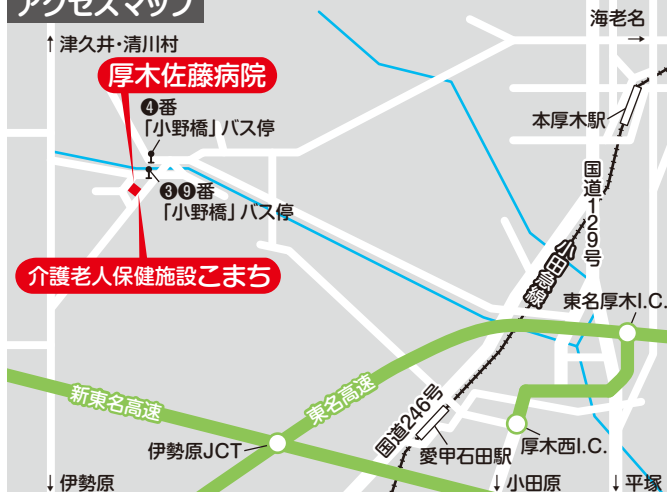 アクセスマップ
海老名
→
↑津久井・清川村
厚木佐藤病院
❹番
「小野橋」バス停
本厚木駅
❸❾番
「小野橋」バス停
国道129号
介護老人保健施設こまち
小田急線
東名厚木I.C.
新東名高速
東名高速
国道246号
伊勢原JCT
愛甲石田駅
厚木西I.C.
↓伊勢原
↓小田原
↓平塚